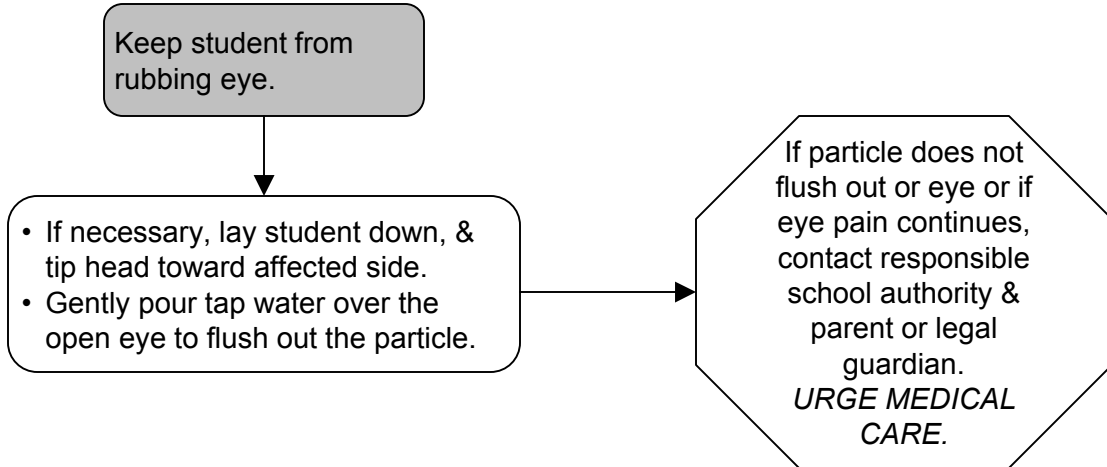 Keep student from
rubbing eye.
• If necessary, lay student down, &
tip head toward affected side.
• Gently pour tap water over the
open eye to flush out the particle.
If particle does not
flush out or eye or if
eye pain continues,
contact responsible
school authority &
parent or legal
guardian.
URGE MEDICAL
CARE.